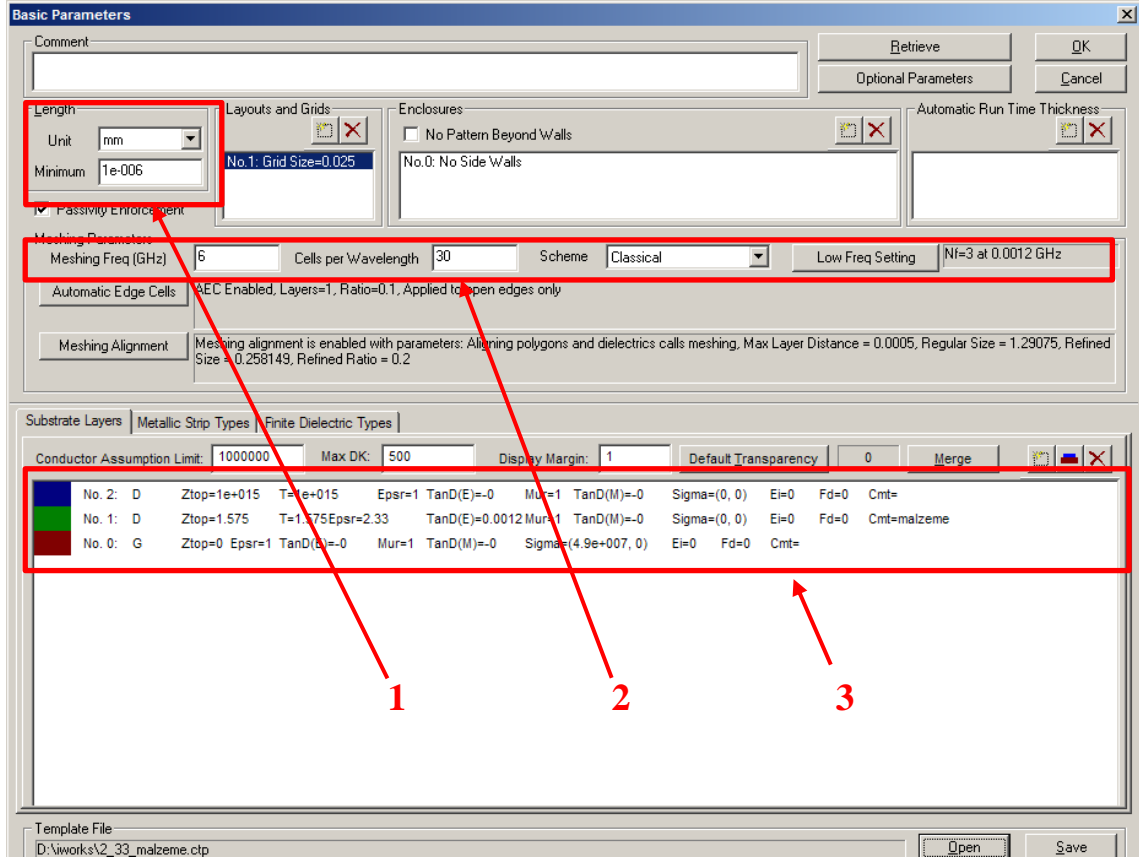 Basic Parameters
Comment
Retrieve
OK
Optional Parameters
Cancel
Length
Layouts and Grids
Enclosures
Automatic Run Time Thickness
Unit mm
No Pattern Beyond Walls
Minimum 1e-006
No.1: Grid Size=0.025
No.0: No Side Walls
Passivity Enforcement
Meshing Parameters
Meshing Freq (GHz) 6 Cells per Wavelength 30 Scheme Classical Low Freq Setting Nf=3 at 0.0012 GHz
Automatic Edge Cells AEC Enabled, Layers=1, Ratio=0.1, Applied to open edges only
Meshing Alignment Meshing alignment is enabled with parameters: Aligning polygons and dielectrics calls meshing, Max Layer Distance = 0.0005, Regular Size = 1.29075, Refined
Size = 0.258149, Refined Ratio = 0.2
Substrate Layers Metallic Strip Types Finite Dielectric Types
Conductor Assumption Limit: 1000000 Max DK: 500 Display Margin: 1 Default Transparency 0 Merge
No. 2: D Ztop=1e+015 T=1e+015 Epsr=1 TanD(E)=-0 Mur=1 TanD(M)=-0 Sigma=(0, 0) Ei=0 Fd=0 Cmt=
No. 1: D Ztop=1.575 T=1.575 Epsr=2.33 TanD(E)=0.0012 Mur=1 TanD(M)=-0 Sigma=(0, 0) Ei=0 Fd=0 Cmt=malzeme
No. 0: G Ztop=0 Epsr=1 TanD(E)=-0 Mur=1 TanD(M)=-0 Sigma=(4.9e+007, 0) Ei=0 Fd=0 Cmt=
1
2
3
Template File
D:\iworks\2_33_malzeme.ctp
Open
Save